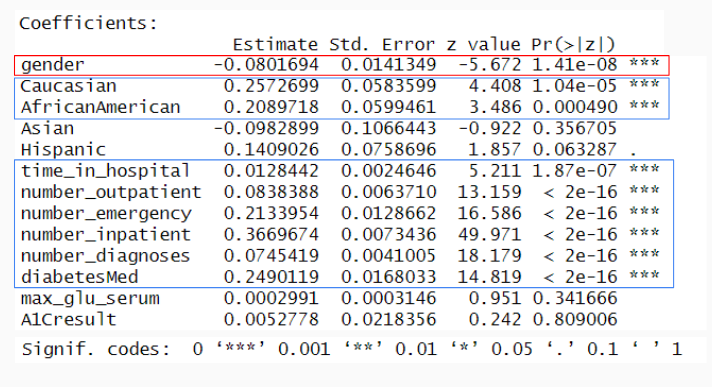 Coefficients:
Estimate Std. Error z value Pr(>|z|)
gender -0.0801694 0.0141349 -5.672 1.41e-08 ***
Caucasian 0.2572699 0.0583599 4.408 1.04e-05 ***
AfricanAmerican 0.2089718 0.0599461 3.486 0.000490 ***
Asian -0.0982899 0.1066443 -0.922 0.356705
Hispanic 0.1409026 0.0758696 1.857 0.063287 .
time_in_hospital 0.0128442 0.0024646 5.211 1.87e-07 ***
number_outpatient 0.0838388 0.0063710 13.159 < 2e-16 ***
number_emergency 0.2133954 0.0128662 16.586 < 2e-16 ***
number_inpatient 0.3669674 0.0073436 49.971 < 2e-16 ***
number_diagnoses 0.0745419 0.0041005 18.179 < 2e-16 ***
diabetesMed 0.2490119 0.0168033 14.819 < 2e-16 ***
max_glu_serum 0.0002991 0.0003146 0.951 0.341666
A1Cresult 0.0052778 0.0218356 0.242 0.809006
Signif. codes: 0 ‘***’ 0.001 ‘**’ 0.01 ‘*’ 0.05 ‘.’ 0.1 ‘ ’ 1